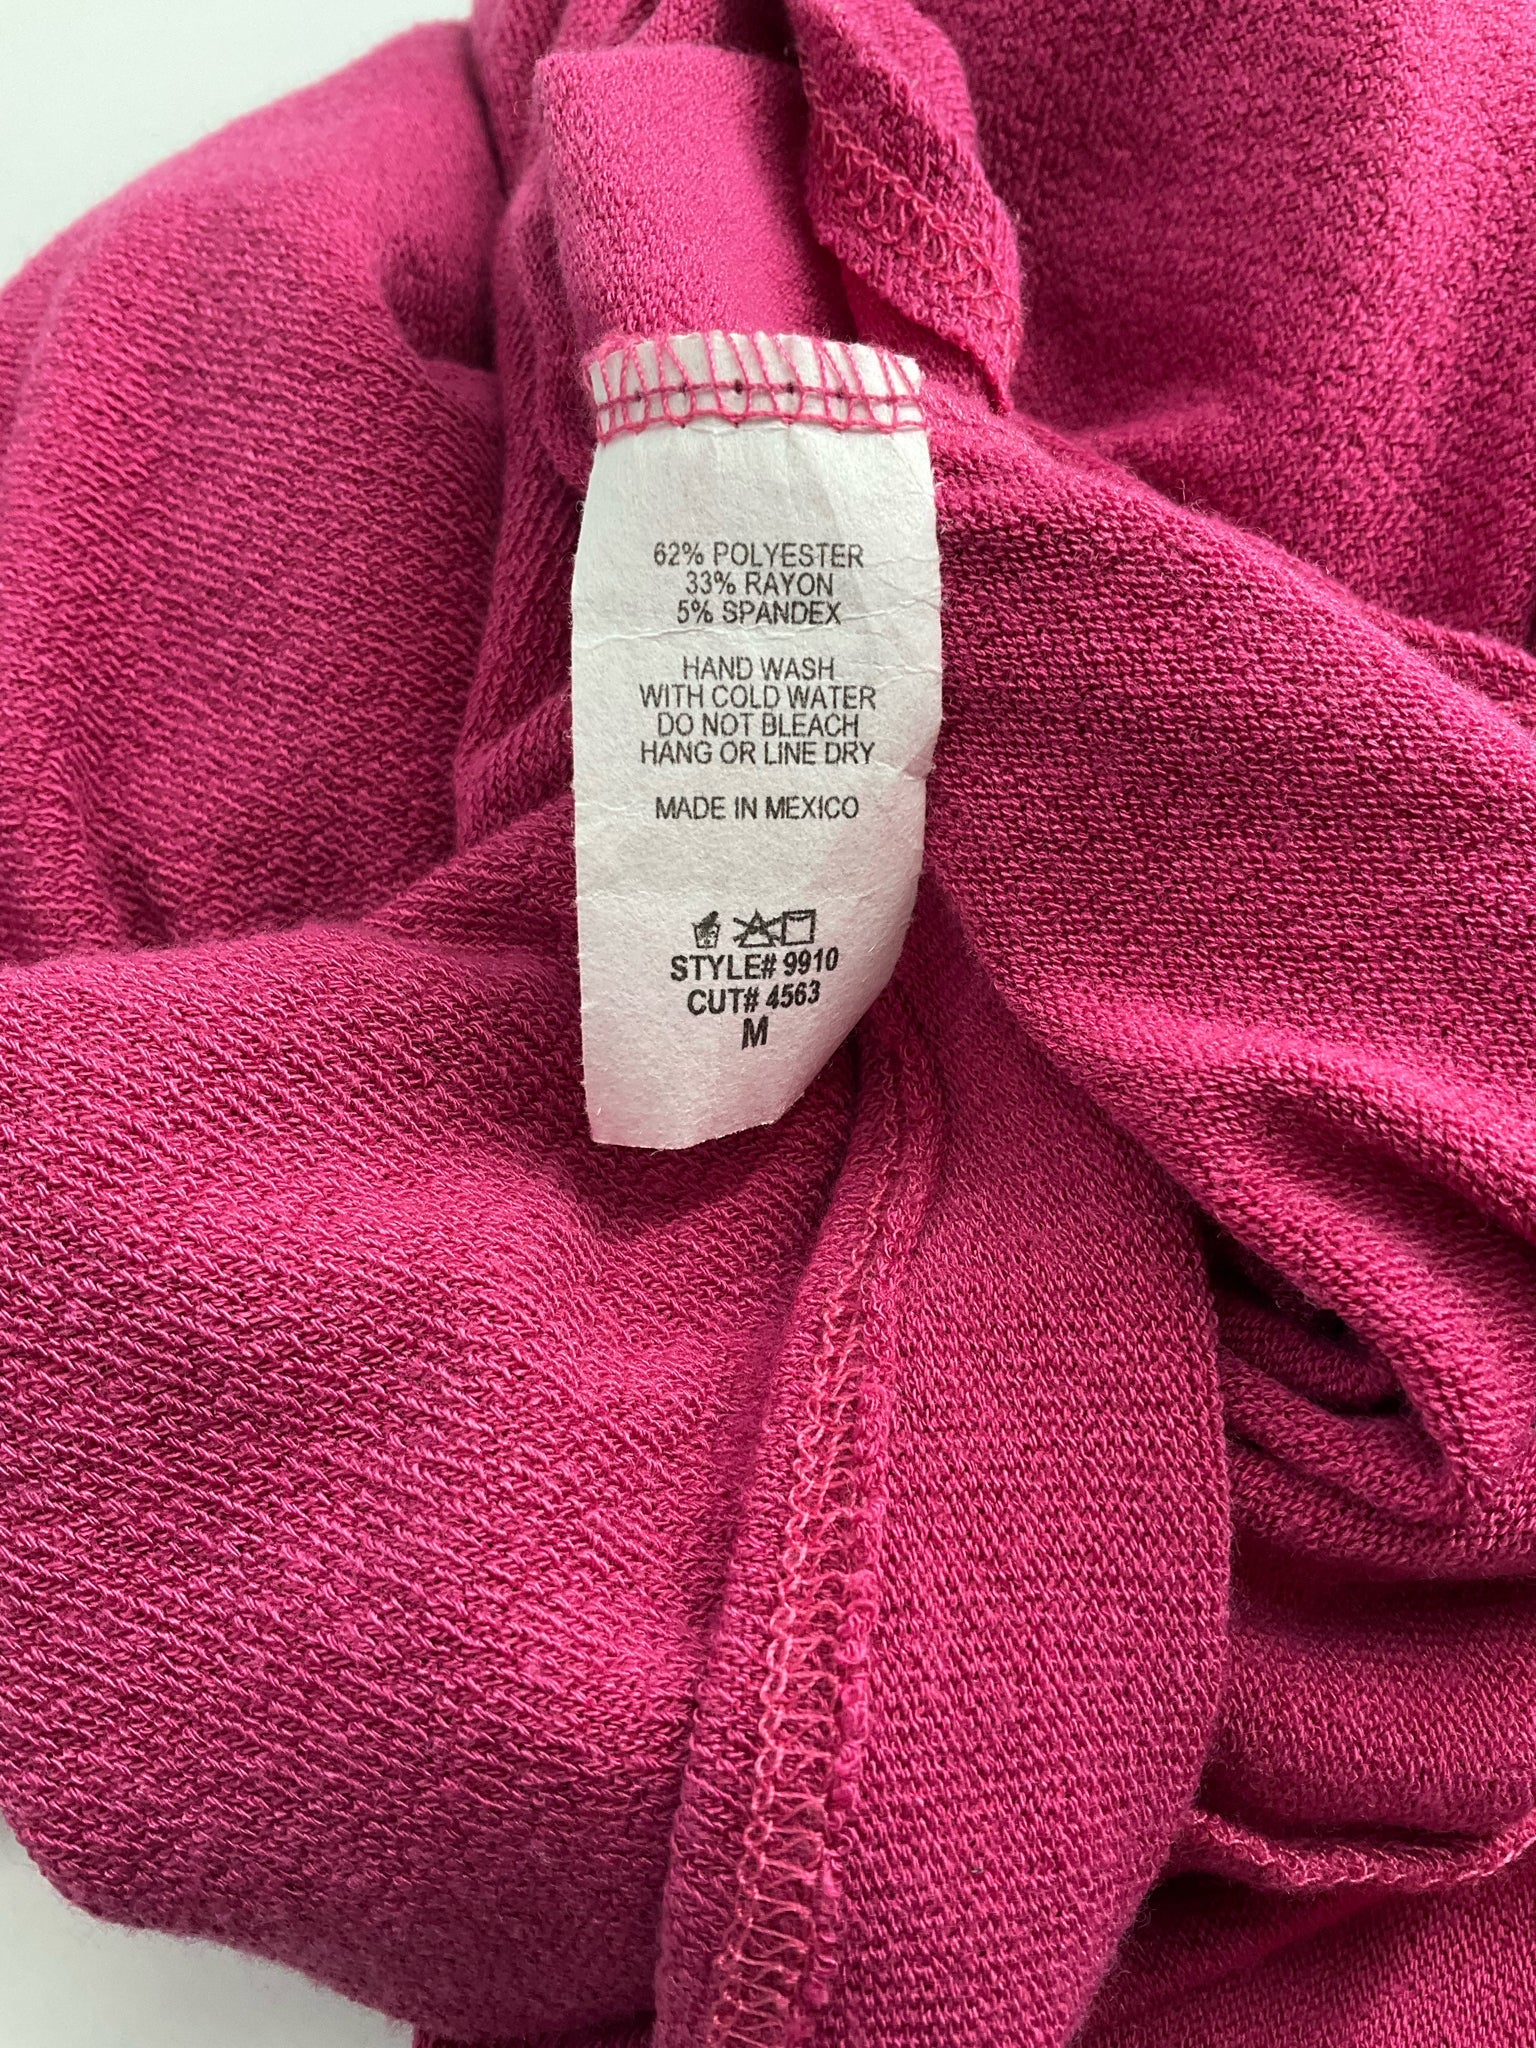 62% POLYESTER
33% RAYON
5% SPANDEX
HAND WASH
WITH COLD WATER
DO NOT BLEACH
HANG OR LINE DRY
MADE IN MEXICO
STYLE# 9910
CUT# 4563
M